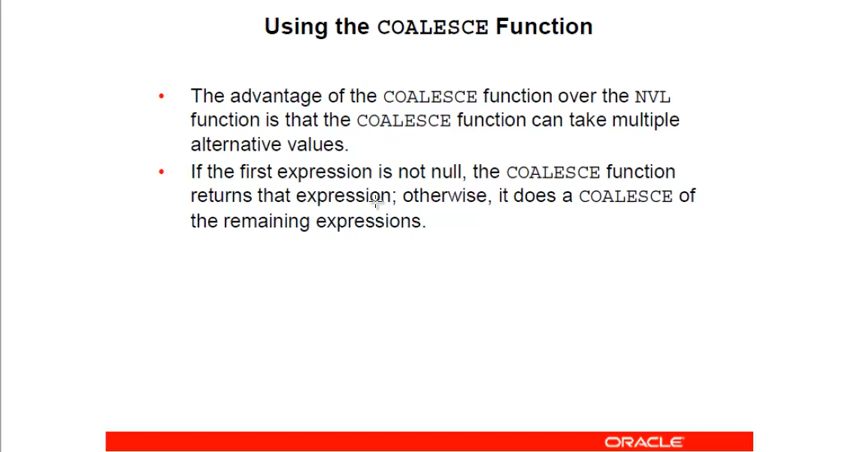 Using the COALESCE Function
• The advantage of the COALESCE function over the NVL
function is that the COALESCE function can take multiple
alternative values.
• If the first expression is not null, the COALESCE function
returns that expression; otherwise, it does a COALESCE of
the remaining expressions.
ORACLE